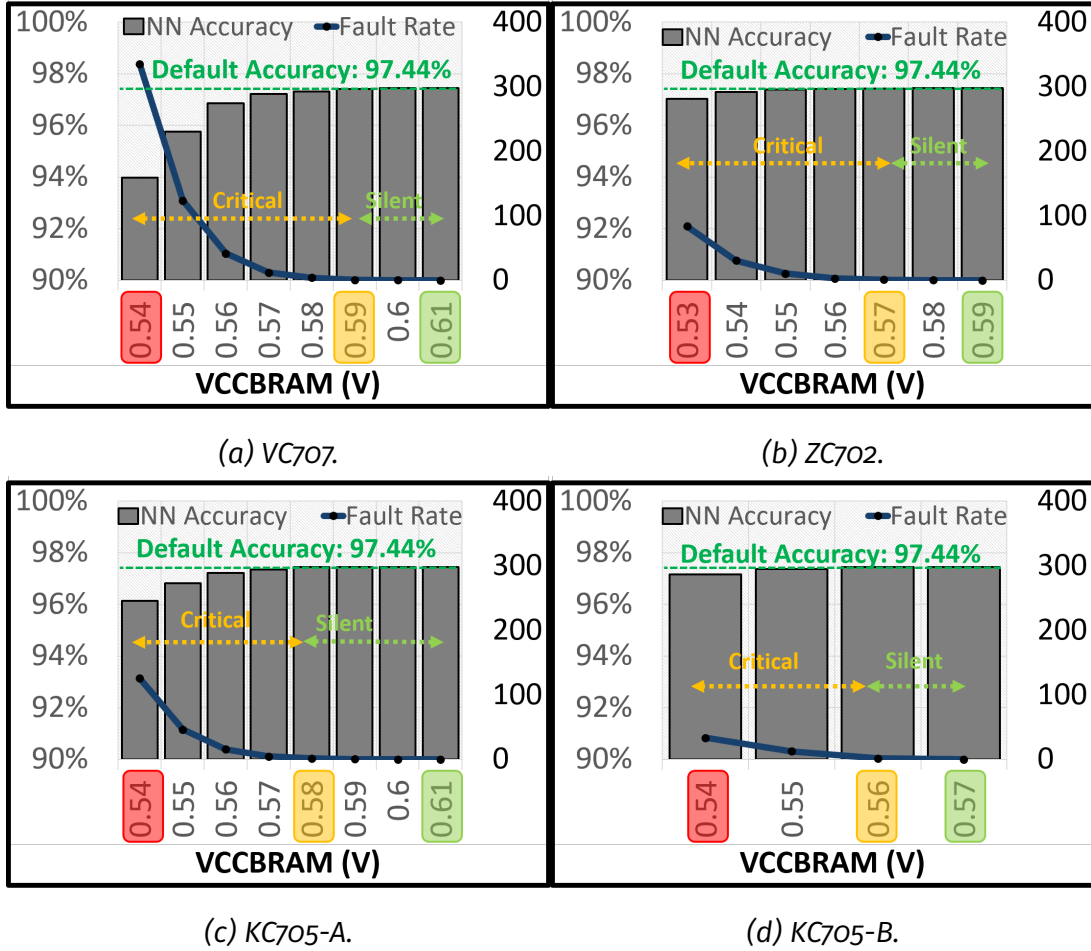 100%
98%
96%
94%
92%
90%
NN Accuracy Fault Rate
Default Accuracy: 97.44%
Critical Silent
400
300
200
100
0
0.54 0.55 0.56 0.57 0.58 0.59 0.6 0.61
VCCBRAM (V)
(a) VC707.
100%
98%
96%
94%
92%
90%
NN Accuracy Fault Rate
Default Accuracy: 97.44%
Critical Silent
400
300
200
100
0
0.53 0.54 0.55 0.56 0.57 0.58 0.59
VCCBRAM (V)
(b) ZC702.
100%
98%
96%
94%
92%
90%
NN Accuracy Fault Rate
Default Accuracy: 97.44%
Critical Silent
400
300
200
100
0
0.54 0.55 0.56 0.57 0.58 0.59 0.6 0.61
VCCBRAM (V)
(c) KC705-A.
100%
98%
96%
94%
92%
90%
NN Accuracy Fault Rate
Default Accuracy: 97.44%
Critical Silent
400
300
200
100
0
0.54 0.55 0.56 0.57
VCCBRAM (V)
(d) KC705-B.